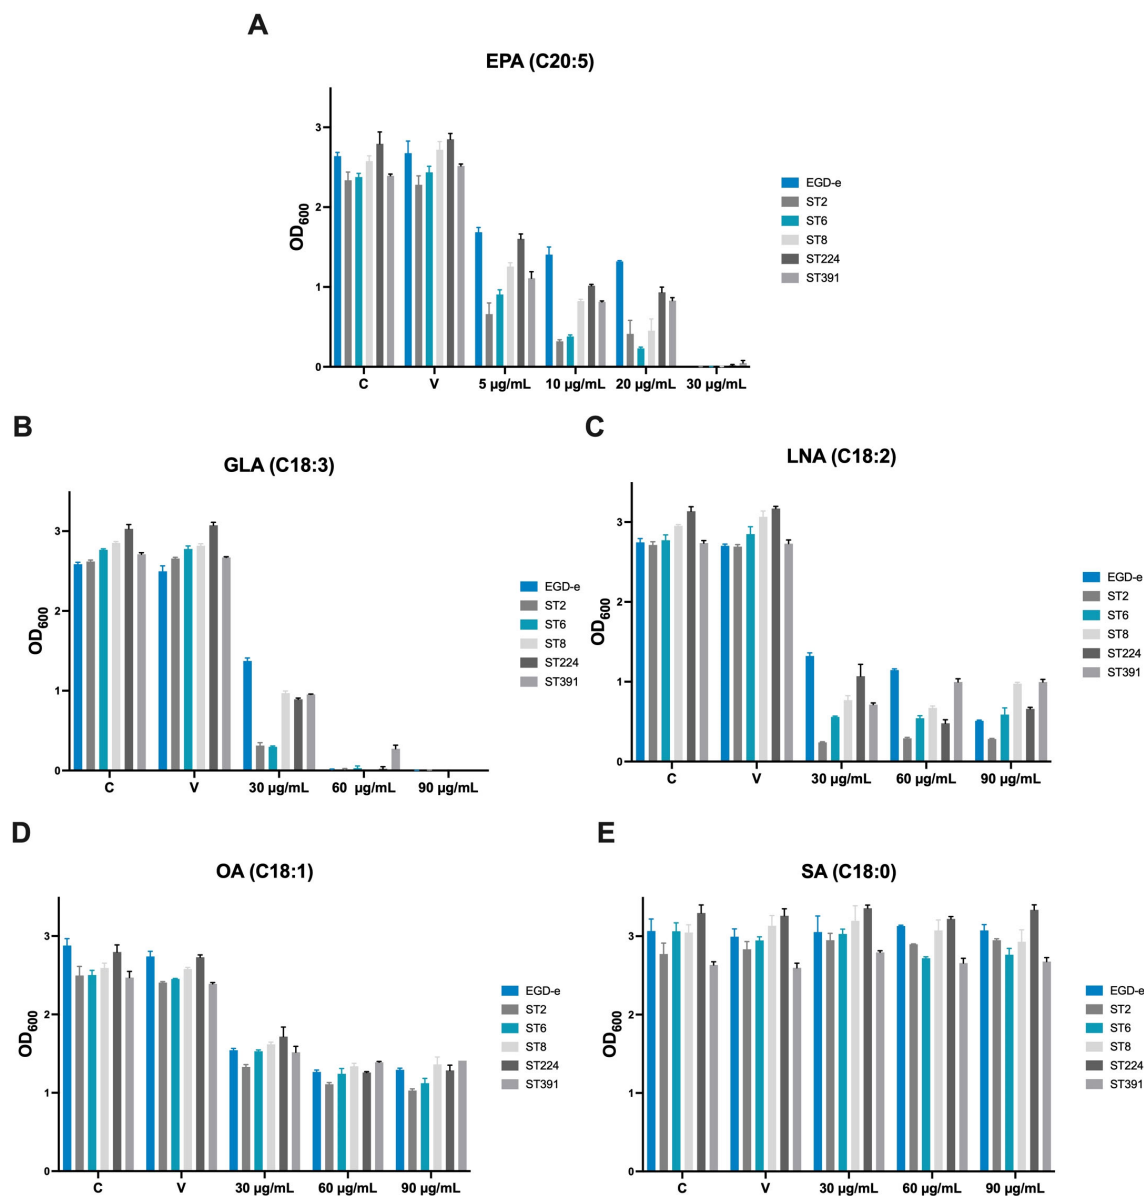 A
EPA (C20:5)
OD600
3
2
1
0
C V 5 µg/mL 10 µg/mL 20 µg/mL 30 µg/mL
EGD-e
ST2
ST6
ST8
ST224
ST391
B
GLA (C18:3)
OD600
3
2
1
0
C V 30 µg/mL 60 µg/mL 90 µg/mL
EGD-e
ST2
ST6
ST8
ST224
ST391
C
LNA (C18:2)
OD600
3
2
1
0
C V 30 µg/mL 60 µg/mL 90 µg/mL
EGD-e
ST2
ST6
ST8
ST224
ST391
D
OA (C18:1)
OD600
3
2
1
0
C V 30 µg/mL 60 µg/mL 90 µg/mL
EGD-e
ST2
ST6
ST8
ST224
ST391
E
SA (C18:0)
OD600
3
2
1
0
C V 30 µg/mL 60 µg/mL 90 µg/mL
EGD-e
ST2
ST6
ST8
ST224
ST391